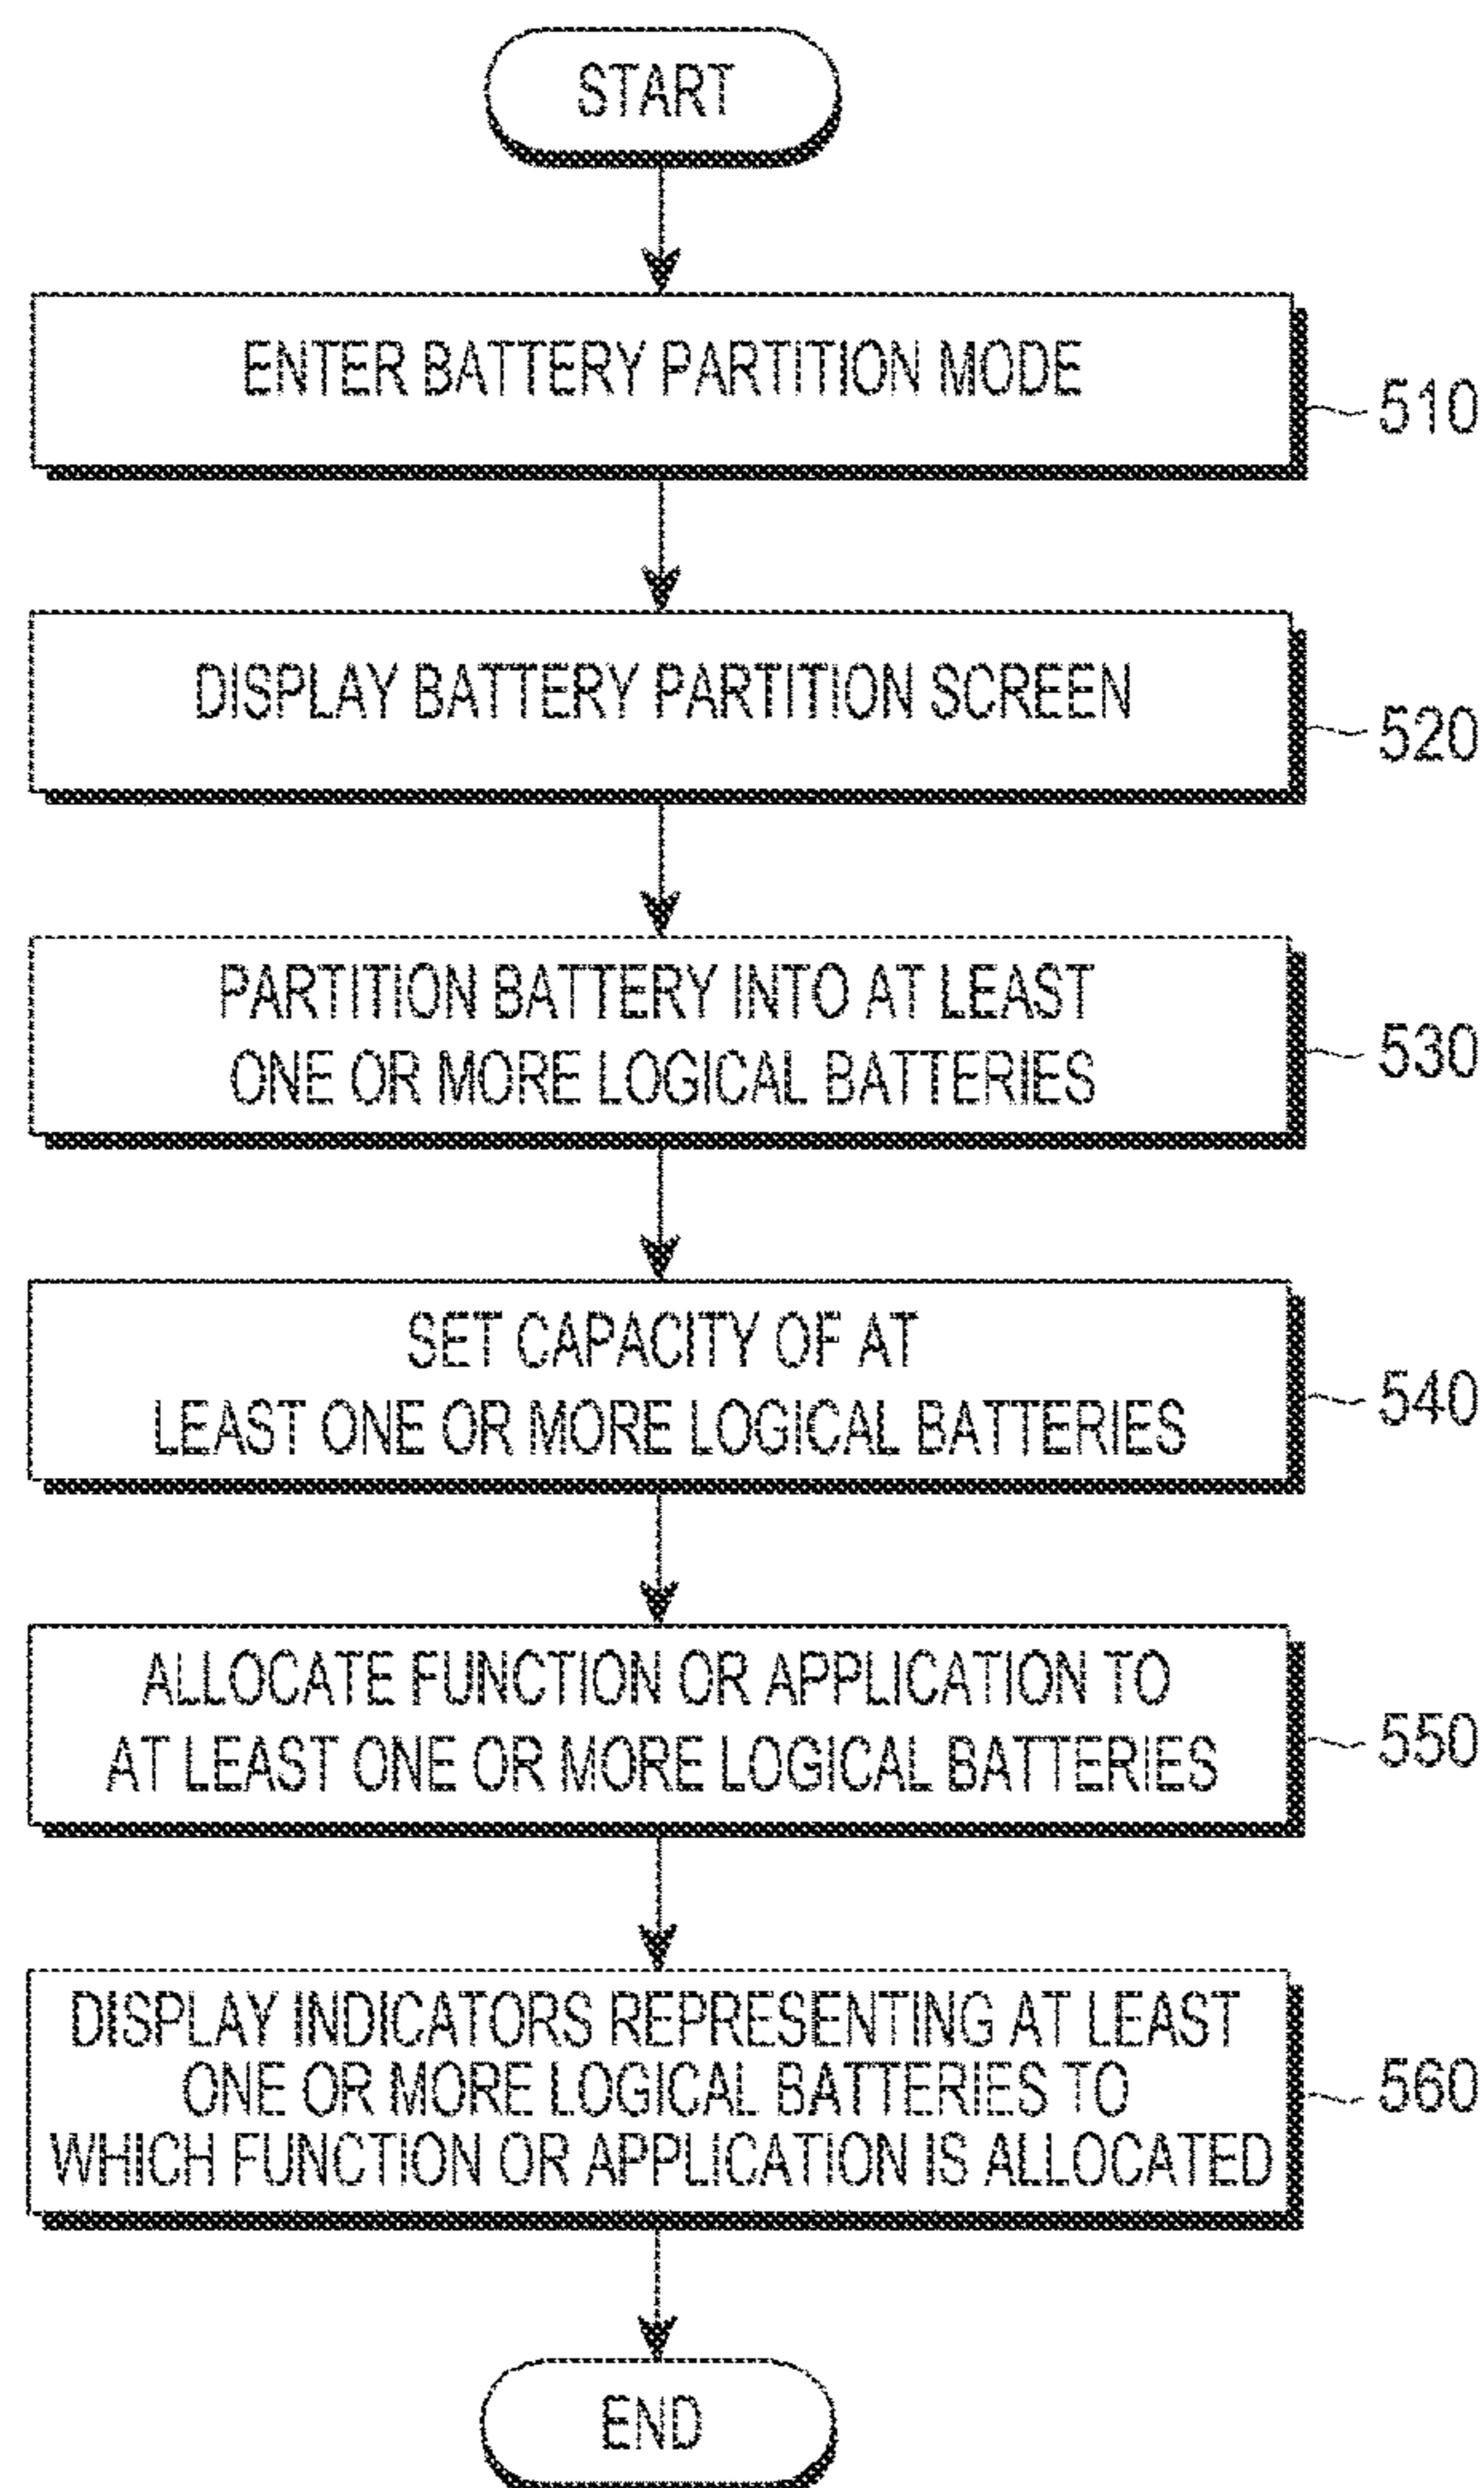 START
ENTER BATTERY PARTITION MODE
510
DISPLAY BATTERY PARTITION SCREEN
520
PARTITION BATTERY INTO AT LEAST
ONE OR MORE LOGICAL BATTERIES
530
SET CAPACITY OF AT
LEAST ONE OR MORE LOGICAL BATTERIES
540
ALLOCATE FUNCTION OR APPLICATION TO
AT LEAST ONE OR MORE LOGICAL BATTERIES
550
DISPLAY INDICATORS REPRESENTING AT LEAST
ONE OR MORE LOGICAL BATTERIES TO
WHICH FUNCTION OR APPLICATION IS ALLOCATED
560
END